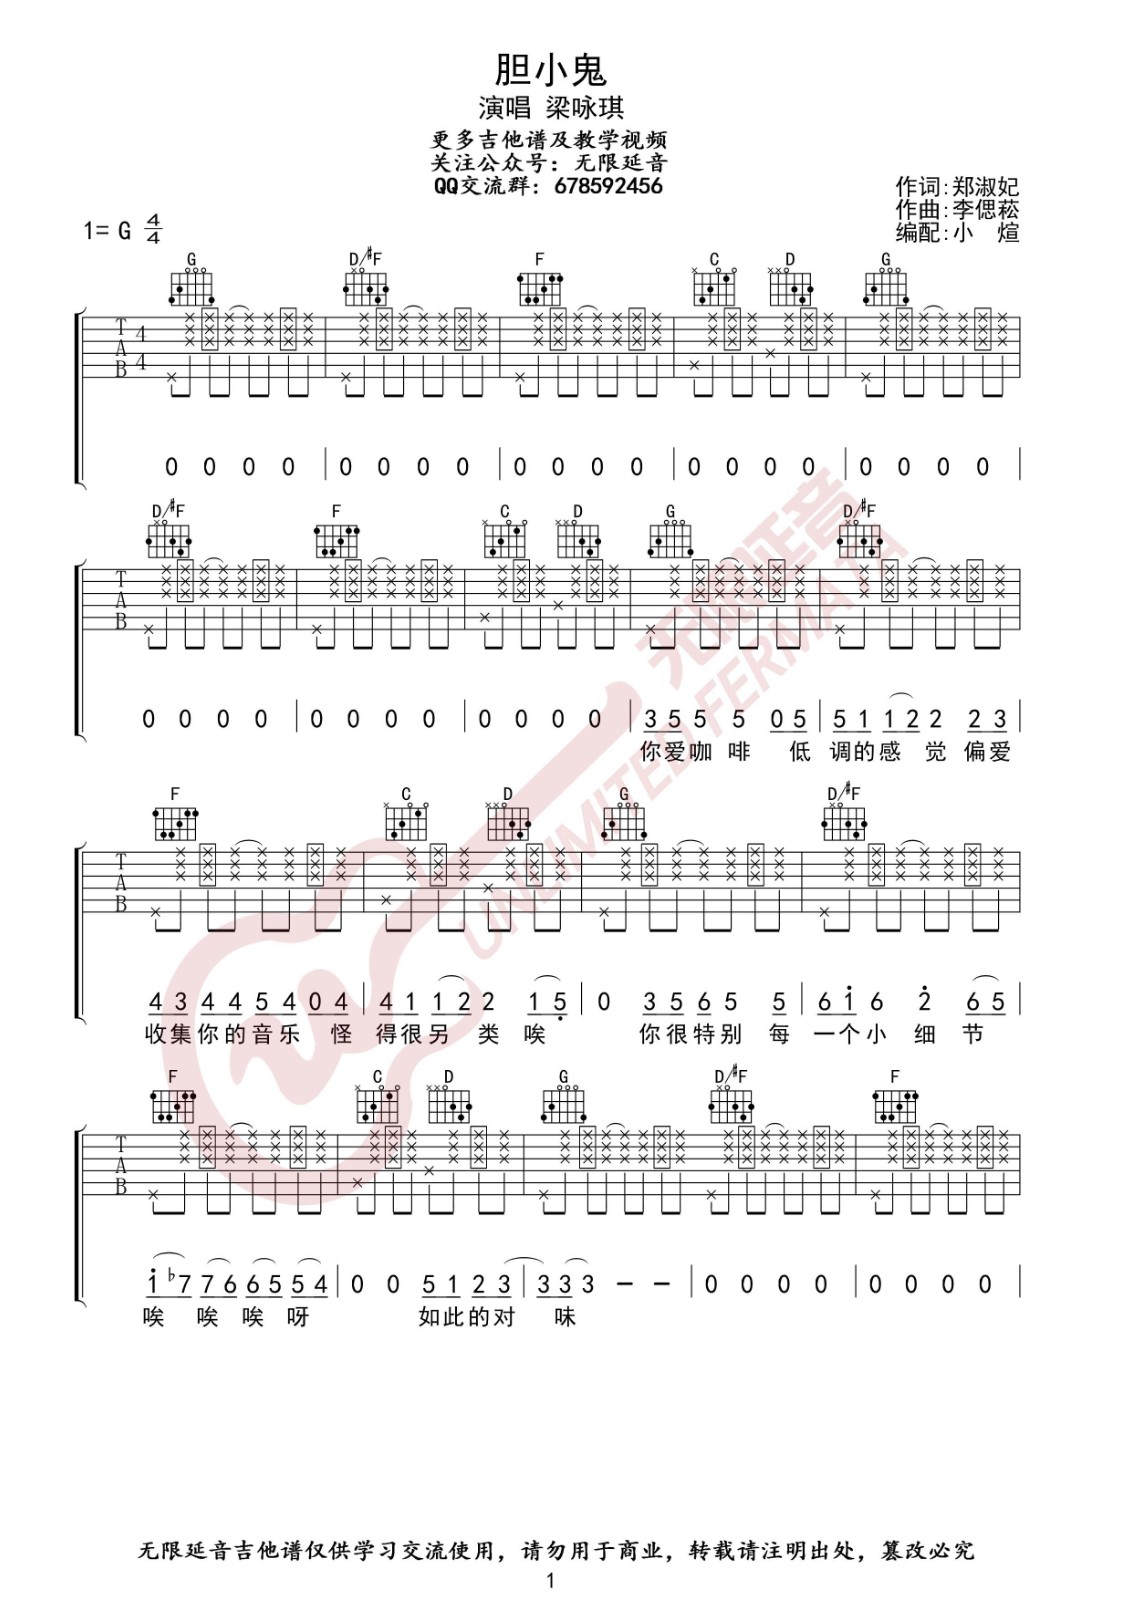 胆小鬼
演唱 梁咏琪
更多吉他谱及教学视频
关注公众号：无限延音
QQ交流群：678592456
作词:郑淑妃
作曲:李偲菘
编配:小 煊
1= G 4/4
G D/#F F C D G
T A B 4 4
0 0 0 0 | 0 0 0 0 | 0 0 0 0 | 0 0 0 0 | 0 0 0 0 |
D/#F F C D G D/#F
T A B
0 0 0 0 | 0 0 0 0 | 0 0 0 0 | 3 5 5 5 0 5 | 5 1 1 2 2 2 3 |
你爱咖 啡 低 调的感 觉 偏爱
F C D G D/#F
T A B
4 3 4 4 5 4 0 4 | 4 1 1 2 2 1 5̣ | 0 3 5 6 5 5 | 6 i 6 2̇ 6 5 |
收集你的音乐 怪 得很另 类 唉 你很特别 每 一个小 细 节
F C D G D/#F F
T A B
i ♭7 7 6 6 5 5 4 | 0 0 5 1 2 3 | 3 3 3 — — | 0 0 0 0 | 0 0 0 0 |
唉 唉 唉 呀 如此的对 味
无限延音
UNLIMITED FERMATA
无限延音吉他谱仅供学习交流使用，请勿用于商业，转载请注明出处，篡改必究
1